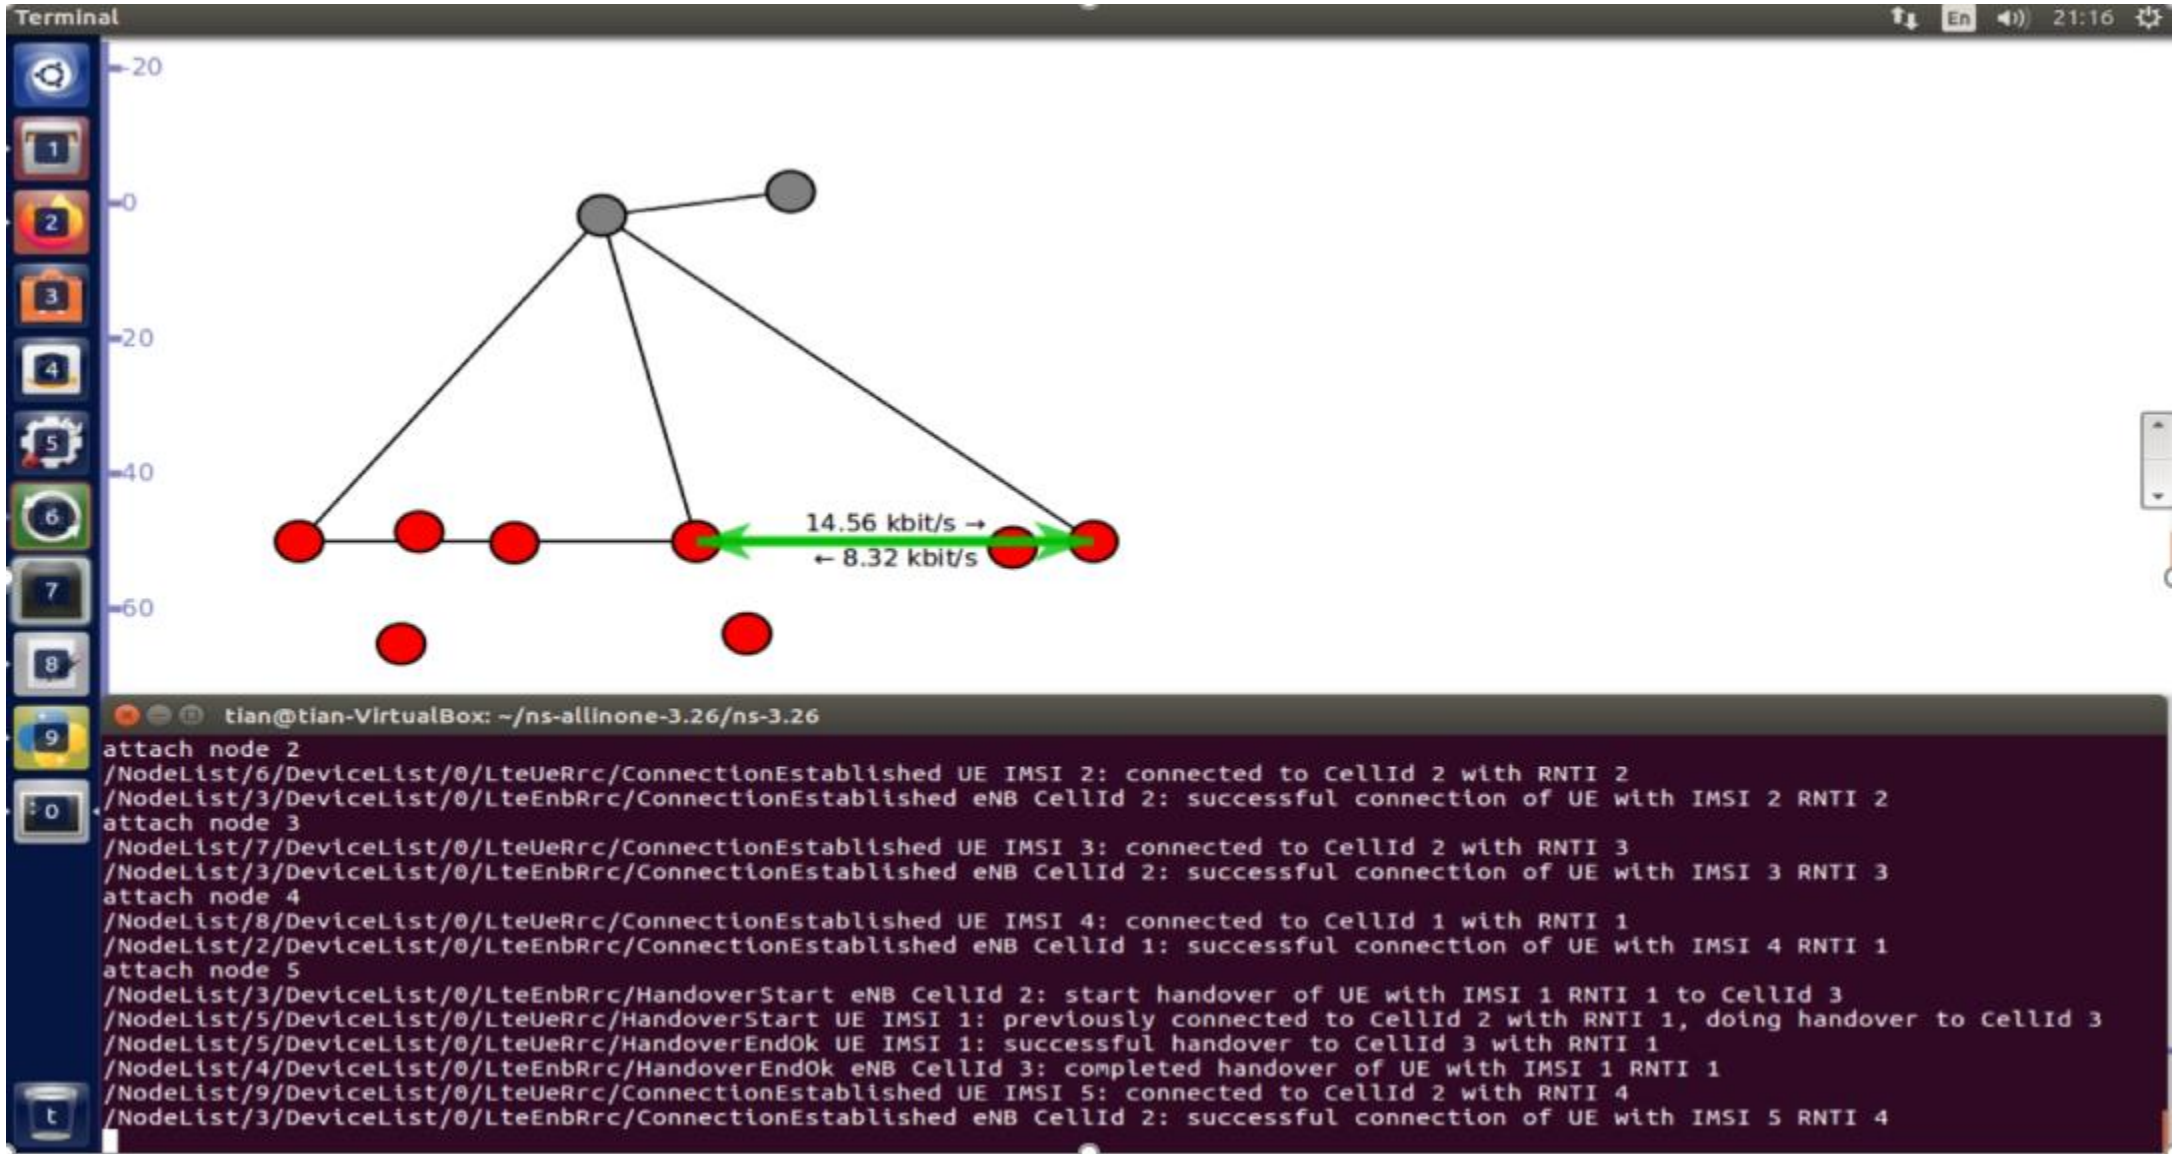 Terminal
En
21:16
-20
0
20
40
60
14.56 kbit/s →
← 8.32 kbit/s
1
2
3
4
5
6
7
8
9
0
t
tian@tian-VirtualBox: ~/ns-allinone-3.26/ns-3.26
attach node 2
/NodeList/6/DeviceList/0/LteUeRrc/ConnectionEstablished UE IMSI 2: connected to CellId 2 with RNTI 2
/NodeList/3/DeviceList/0/LteEnbRrc/ConnectionEstablished eNB CellId 2: successful connection of UE with IMSI 2 RNTI 2
attach node 3
/NodeList/7/DeviceList/0/LteUeRrc/ConnectionEstablished UE IMSI 3: connected to CellId 2 with RNTI 3
/NodeList/3/DeviceList/0/LteEnbRrc/ConnectionEstablished eNB CellId 2: successful connection of UE with IMSI 3 RNTI 3
attach node 4
/NodeList/8/DeviceList/0/LteUeRrc/ConnectionEstablished UE IMSI 4: connected to CellId 1 with RNTI 1
/NodeList/2/DeviceList/0/LteEnbRrc/ConnectionEstablished eNB CellId 1: successful connection of UE with IMSI 4 RNTI 1
attach node 5
/NodeList/3/DeviceList/0/LteEnbRrc/HandoverStart eNB CellId 2: start handover of UE with IMSI 1 RNTI 1 to CellId 3
/NodeList/5/DeviceList/0/LteUeRrc/HandoverStart UE IMSI 1: previously connected to CellId 2 with RNTI 1, doing handover to CellId 3
/NodeList/5/DeviceList/0/LteUeRrc/HandoverEndOk UE IMSI 1: successful handover to CellId 3 with RNTI 1
/NodeList/4/DeviceList/0/LteEnbRrc/HandoverEndOk eNB CellId 3: completed handover of UE with IMSI 1 RNTI 1
/NodeList/9/DeviceList/0/LteUeRrc/ConnectionEstablished UE IMSI 5: connected to CellId 2 with RNTI 4
/NodeList/3/DeviceList/0/LteEnbRrc/ConnectionEstablished eNB CellId 2: successful connection of UE with IMSI 5 RNTI 4